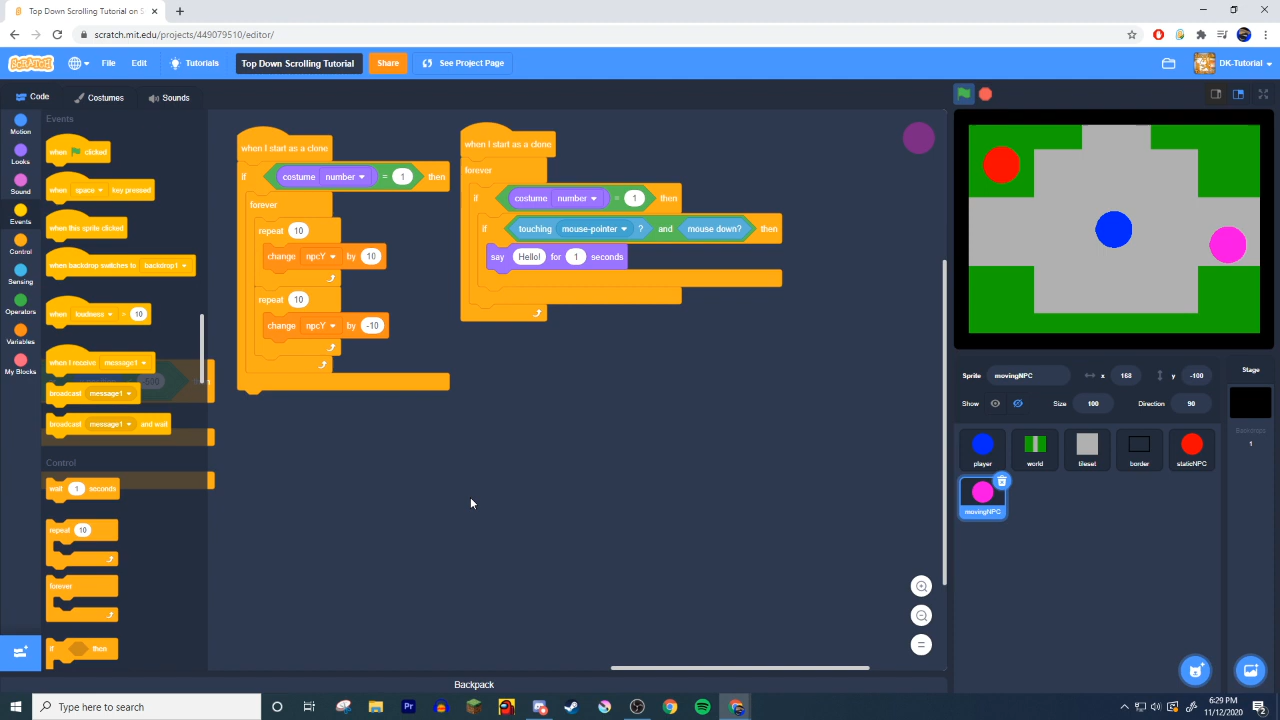 Top Down Scrolling Tutorial on S
scratch.mit.edu/projects/449079510/editor/
SCRATCH
File
Edit
Tutorials
Top Down Scrolling Tutorial
Share
See Project Page
DK-Tutorial
Code
Costumes
Sounds
Motion
Looks
Sound
Events
Control
Sensing
Operators
Variables
My Blocks
Events
when clicked
when space key pressed
when this sprite clicked
when backdrop switches to backdrop1
when loudness > 10
when I receive message1
broadcast message1
broadcast message1 and wait
Control
wait 1 seconds
repeat 10
forever
if then
when I start as a clone
if costume number = 1 then
forever
repeat 10
change npcY by 10
repeat 10
change npcY by -10
when I start as a clone
forever
if costume number = 1 then
if touching mouse-pointer ? and mouse down? then
say Hello! for 1 seconds
Backpack
Sprite movingNPC x 168 y -100
Show Size 100 Direction 90
player
world
tileset
border
staticNPC
movingNPC
Stage
Backdrops
1
Type here to search
6:29 PM
11/12/2020
2